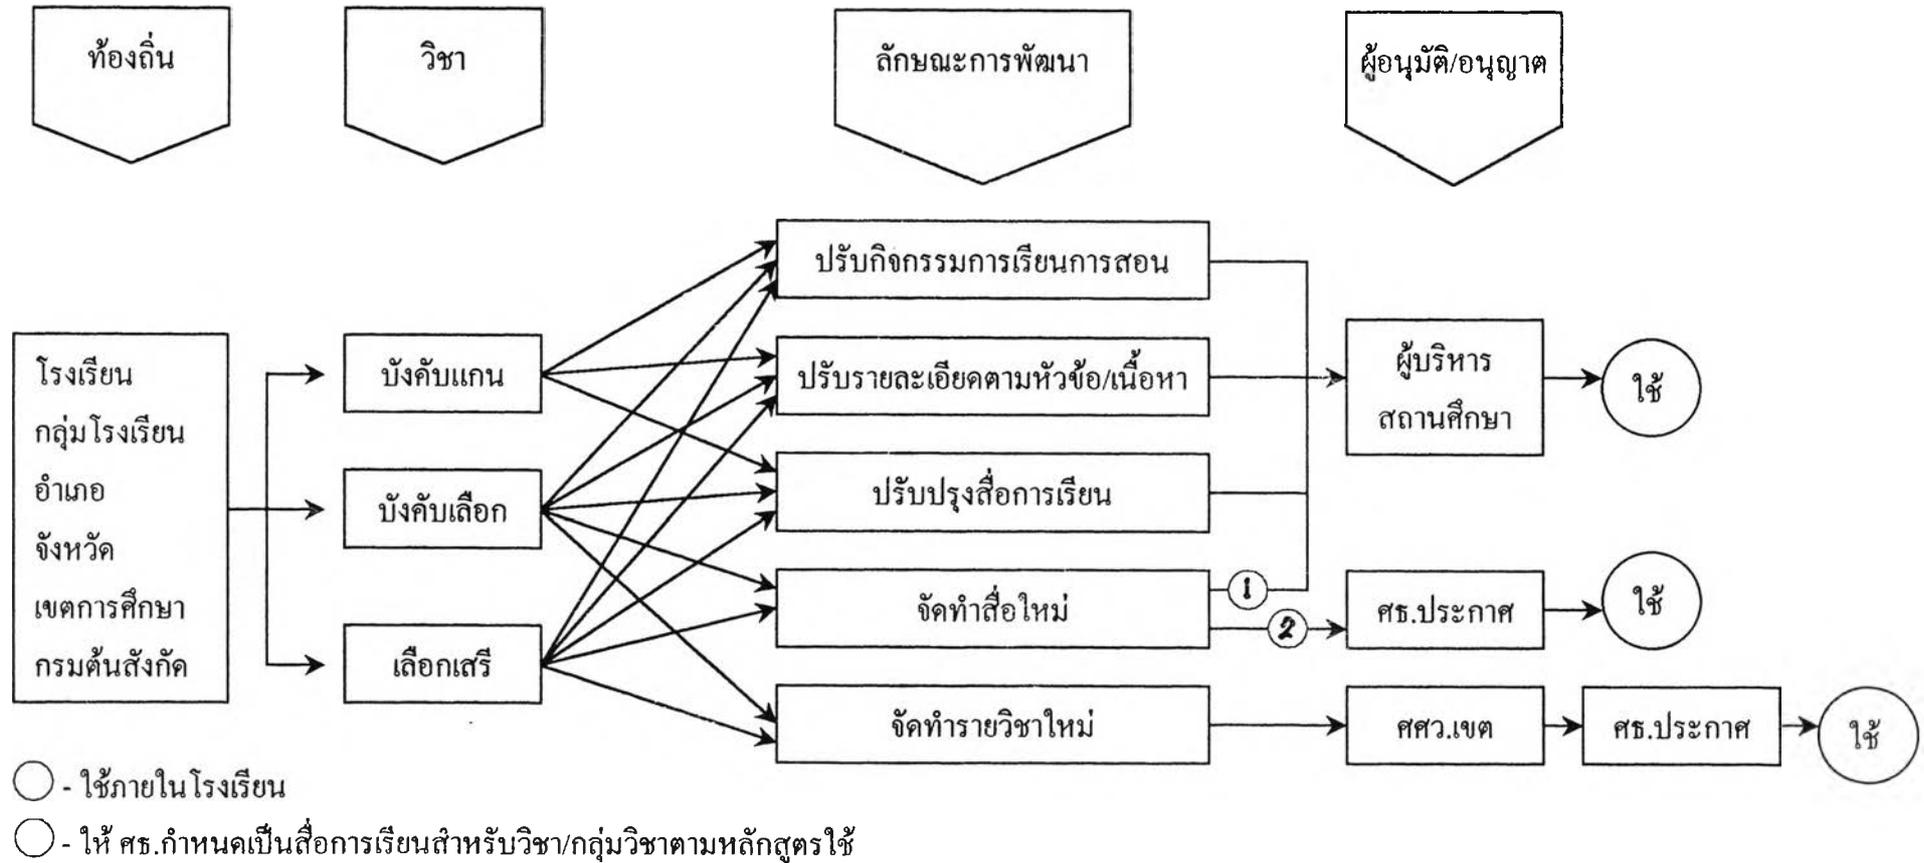 ท้องถิ่น
วิชา
ลักษณะการพัฒนา
ผู้อนุมัติ/อนุญาต
โรงเรียน
กลุ่มโรงเรียน
อำเภอ
จังหวัด
เขตการศึกษา
กรมต้นสังกัด
บังคับแกน
บังคับเลือก
เลือกเสรี
ปรับกิจกรรมการเรียนการสอน
ปรับรายละเอียดตามหัวข้อ/เนื้อหา
ปรับปรุงสื่อการเรียน
จัดทำสื่อใหม่
จัดทำรายวิชาใหม่
1
2
ผู้บริหาร
สถานศึกษา
ใช้
ศธ.ประกาศ
ใช้
ศศว.เขต
ศธ.ประกาศ
ใช้
- ใช้ภายในโรงเรียน
- ให้ ศธ.กำหนดเป็นสื่อการเรียนสำหรับวิชา/กลุ่มวิชาตามหลักสูตรใช้